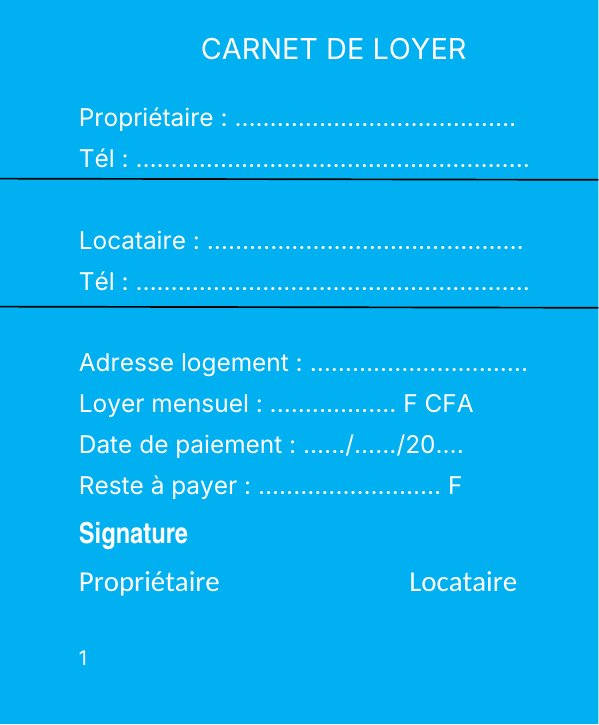 CARNET DE LOYER
Propriétaire : ........................................
Tél : ........................................................
Locataire : .............................................
Tél : ........................................................
Adresse logement : ...............................
Loyer mensuel : .................. F CFA
Date de paiement : ....../....../20....
Reste à payer : .......................... F
Signature
Propriétaire Locataire
1